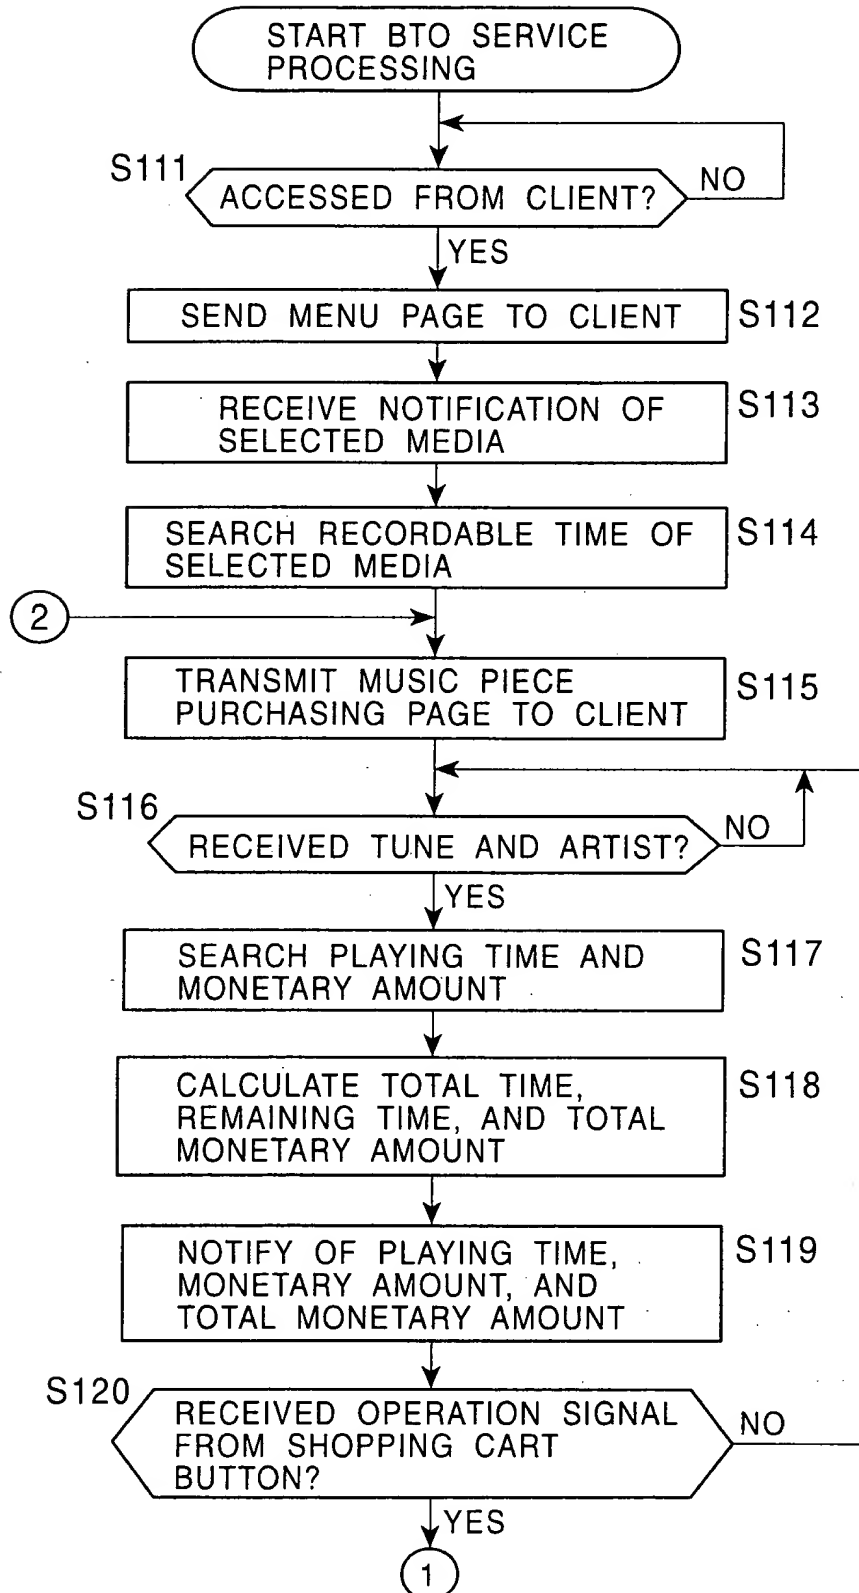 START BTO SERVICE
PROCESSING
S111
ACCESSED FROM CLIENT?
NO
YES
SEND MENU PAGE TO CLIENT
S112
RECEIVE NOTIFICATION OF
SELECTED MEDIA
S113
SEARCH RECORDABLE TIME OF
SELECTED MEDIA
S114
2
TRANSMIT MUSIC PIECE
PURCHASING PAGE TO CLIENT
S115
S116
RECEIVED TUNE AND ARTIST?
NO
YES
SEARCH PLAYING TIME AND
MONETARY AMOUNT
S117
CALCULATE TOTAL TIME,
REMAINING TIME, AND TOTAL
MONETARY AMOUNT
S118
NOTIFY OF PLAYING TIME,
MONETARY AMOUNT, AND
TOTAL MONETARY AMOUNT
S119
S120
RECEIVED OPERATION SIGNAL
FROM SHOPPING CART
BUTTON?
NO
YES
1